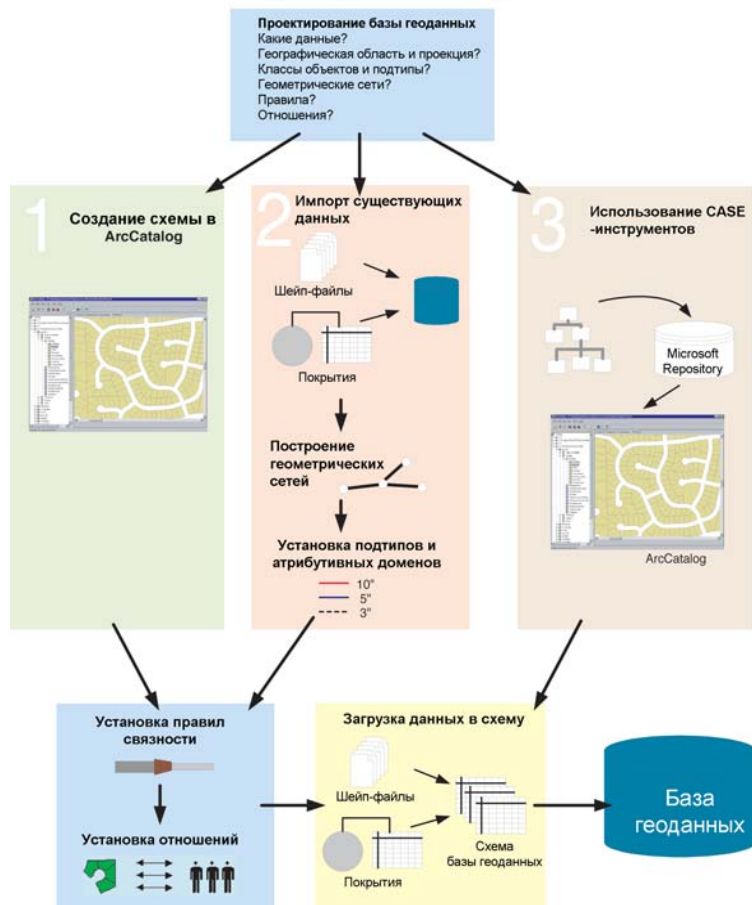 Проектирование базы геоданных
Какие данные?
Географическая область и проекция?
Классы объектов и подтипы?
Геометрические сети?
Правила?
Отношения?
1
Создание схемы в
ArcCatalog
2
Импорт существующих
данных
Шейп-файлы
Покрытия
Построение
геометрических
сетей
Установка подтипов и
атрибутивных доменов
10"
5"
3"
3
Использование CASE
-инструментов
Microsoft
Repository
ArcCatalog
Установка правил
связности
Установка отношений
Загрузка данных в схему
Шейп-файлы
Покрытия
Схема
базы геоданных
База
геоданных